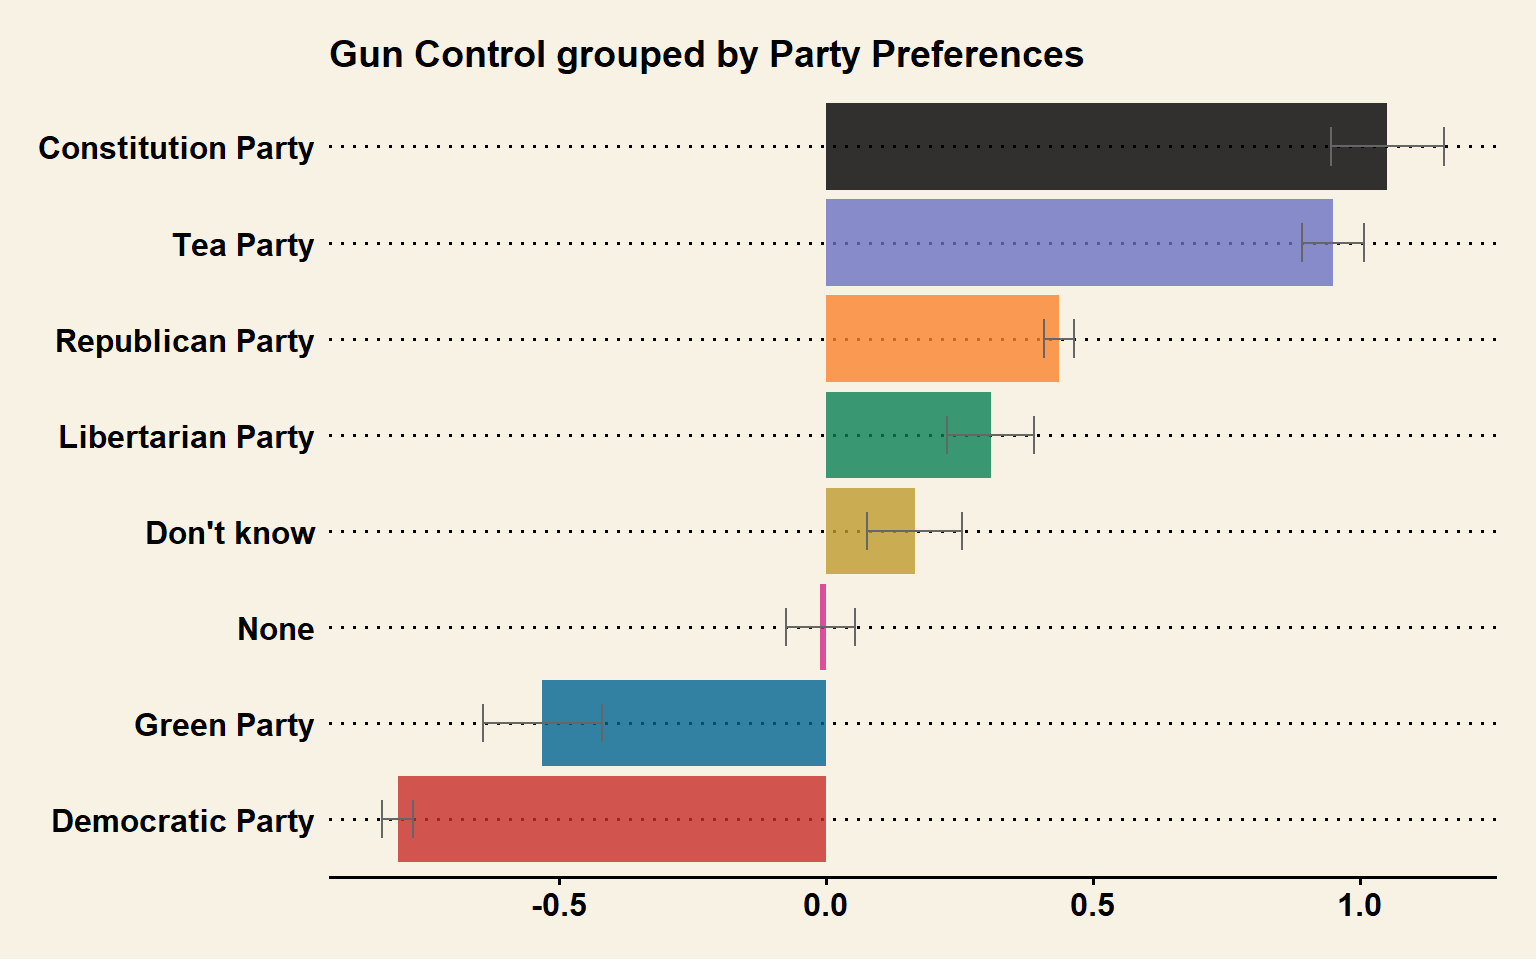 Gun Control grouped by Party Preferences
Constitution Party
Tea Party
Republican Party
Libertarian Party
Don't know
None
Green Party
Democratic Party
-0.5 0.0 0.5 1.0